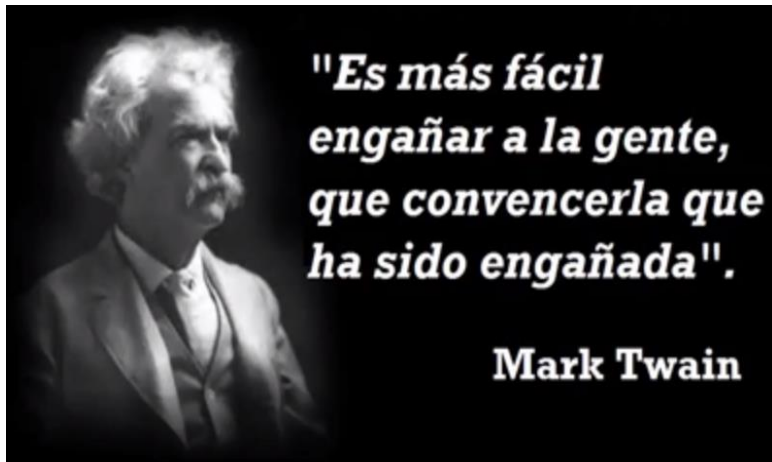 "Es más fácil
engañar a la gente,
que convencerla que
ha sido engañada".
Mark Twain